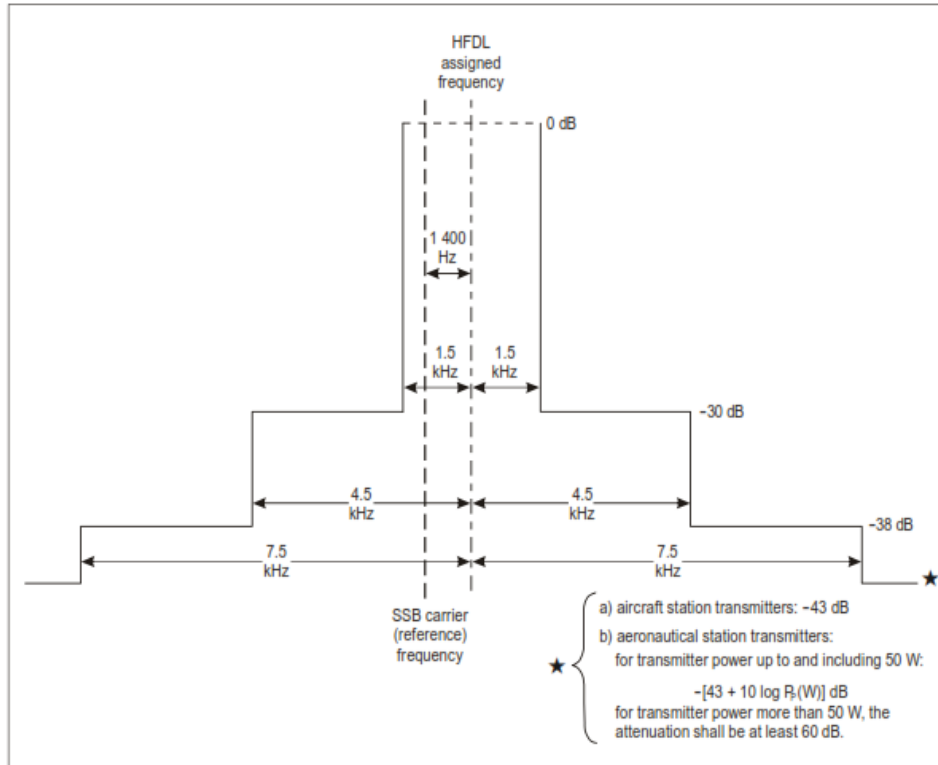 HFDL
assigned
frequency
0 dB
1 400
Hz
1.5
kHz
1.5
kHz
−30 dB
4.5
kHz
4.5
kHz
−38 dB
7.5
kHz
7.5
kHz
★
SSB carrier
(reference)
frequency
★
a) aircraft station transmitters: −43 dB
b) aeronautical station transmitters:
for transmitter power up to and including 50 W:
−[43 + 10 log Pp(W)] dB
for transmitter power more than 50 W, the
attenuation shall be at least 60 dB.